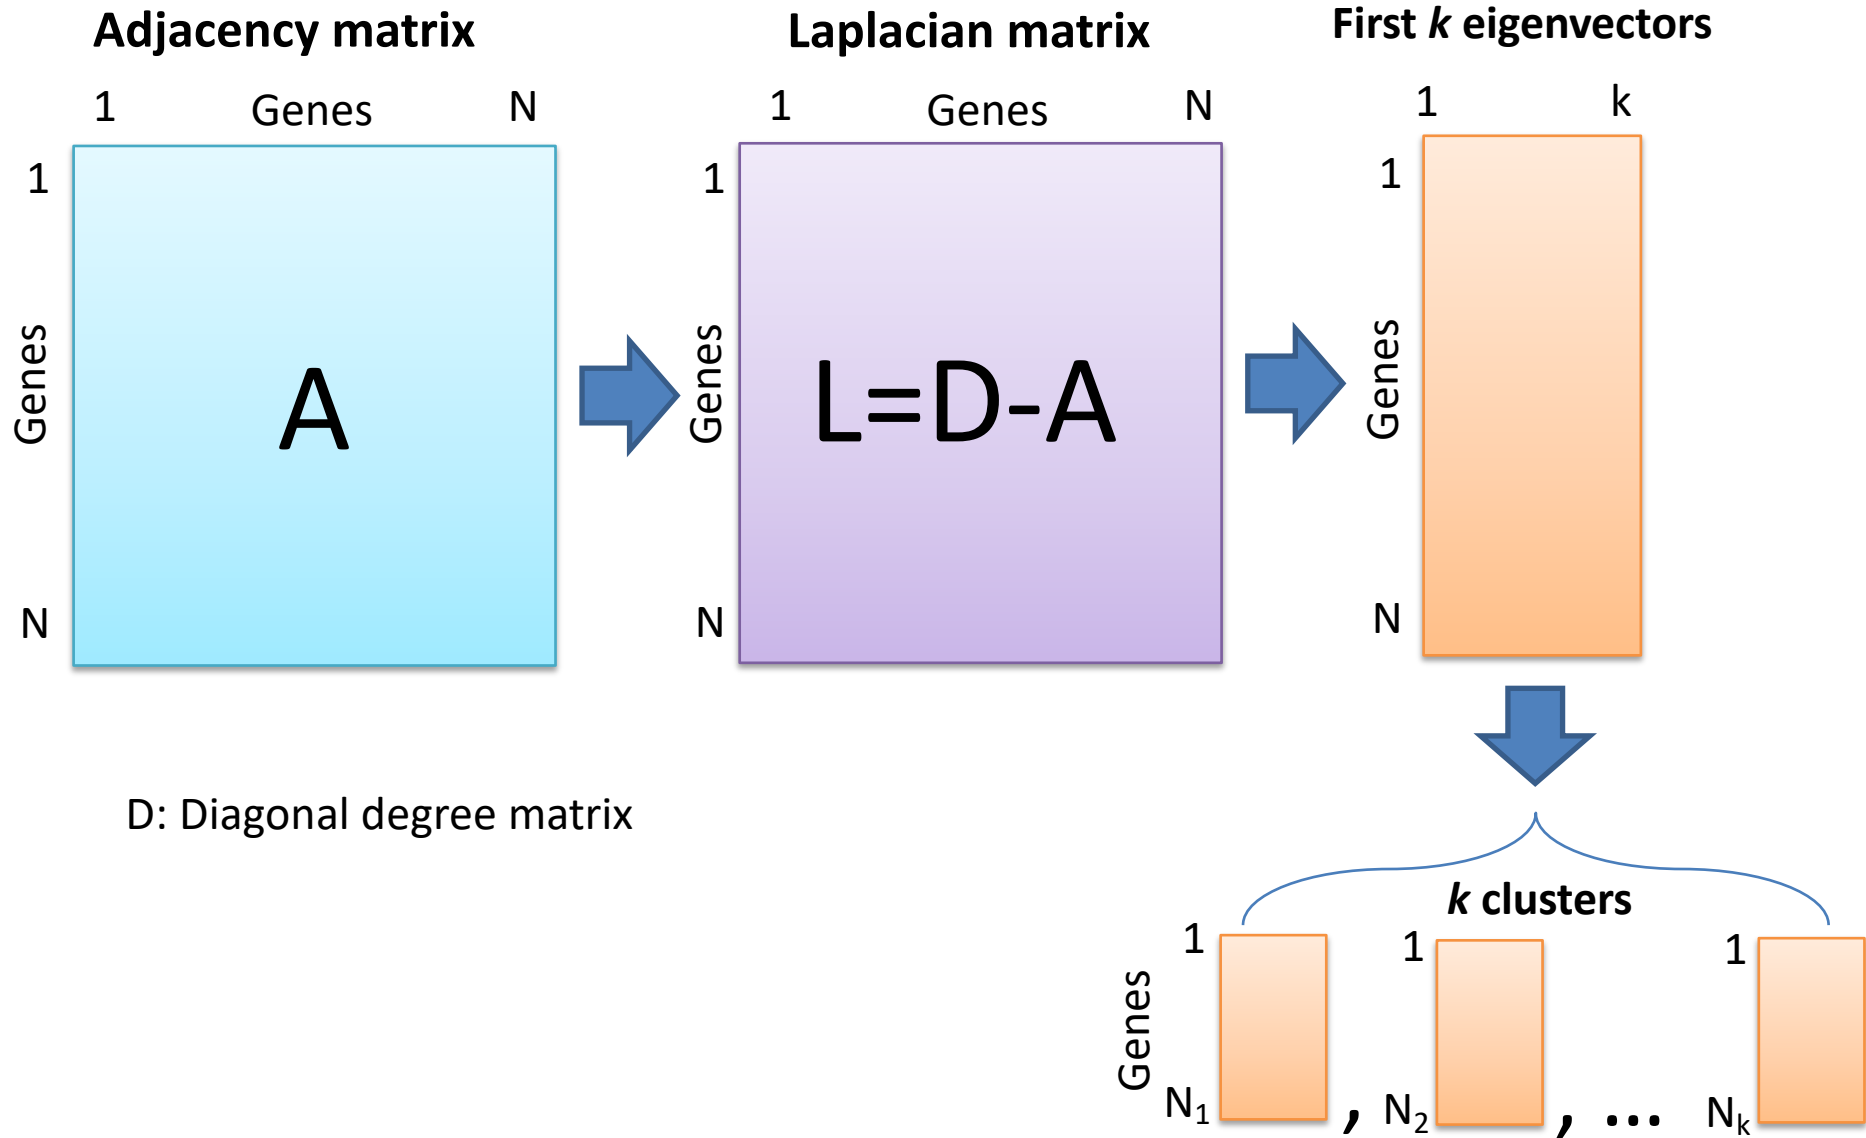 Adjacency matrix
1 Genes N
1
Genes
N
A
Laplacian matrix
1 Genes N
1
Genes
N
L=D-A
First k eigenvectors
1 k
1
Genes
N
D: Diagonal degree matrix
k clusters
Genes
1
N₁
,
1
N₂
, ...
1
Nₖ